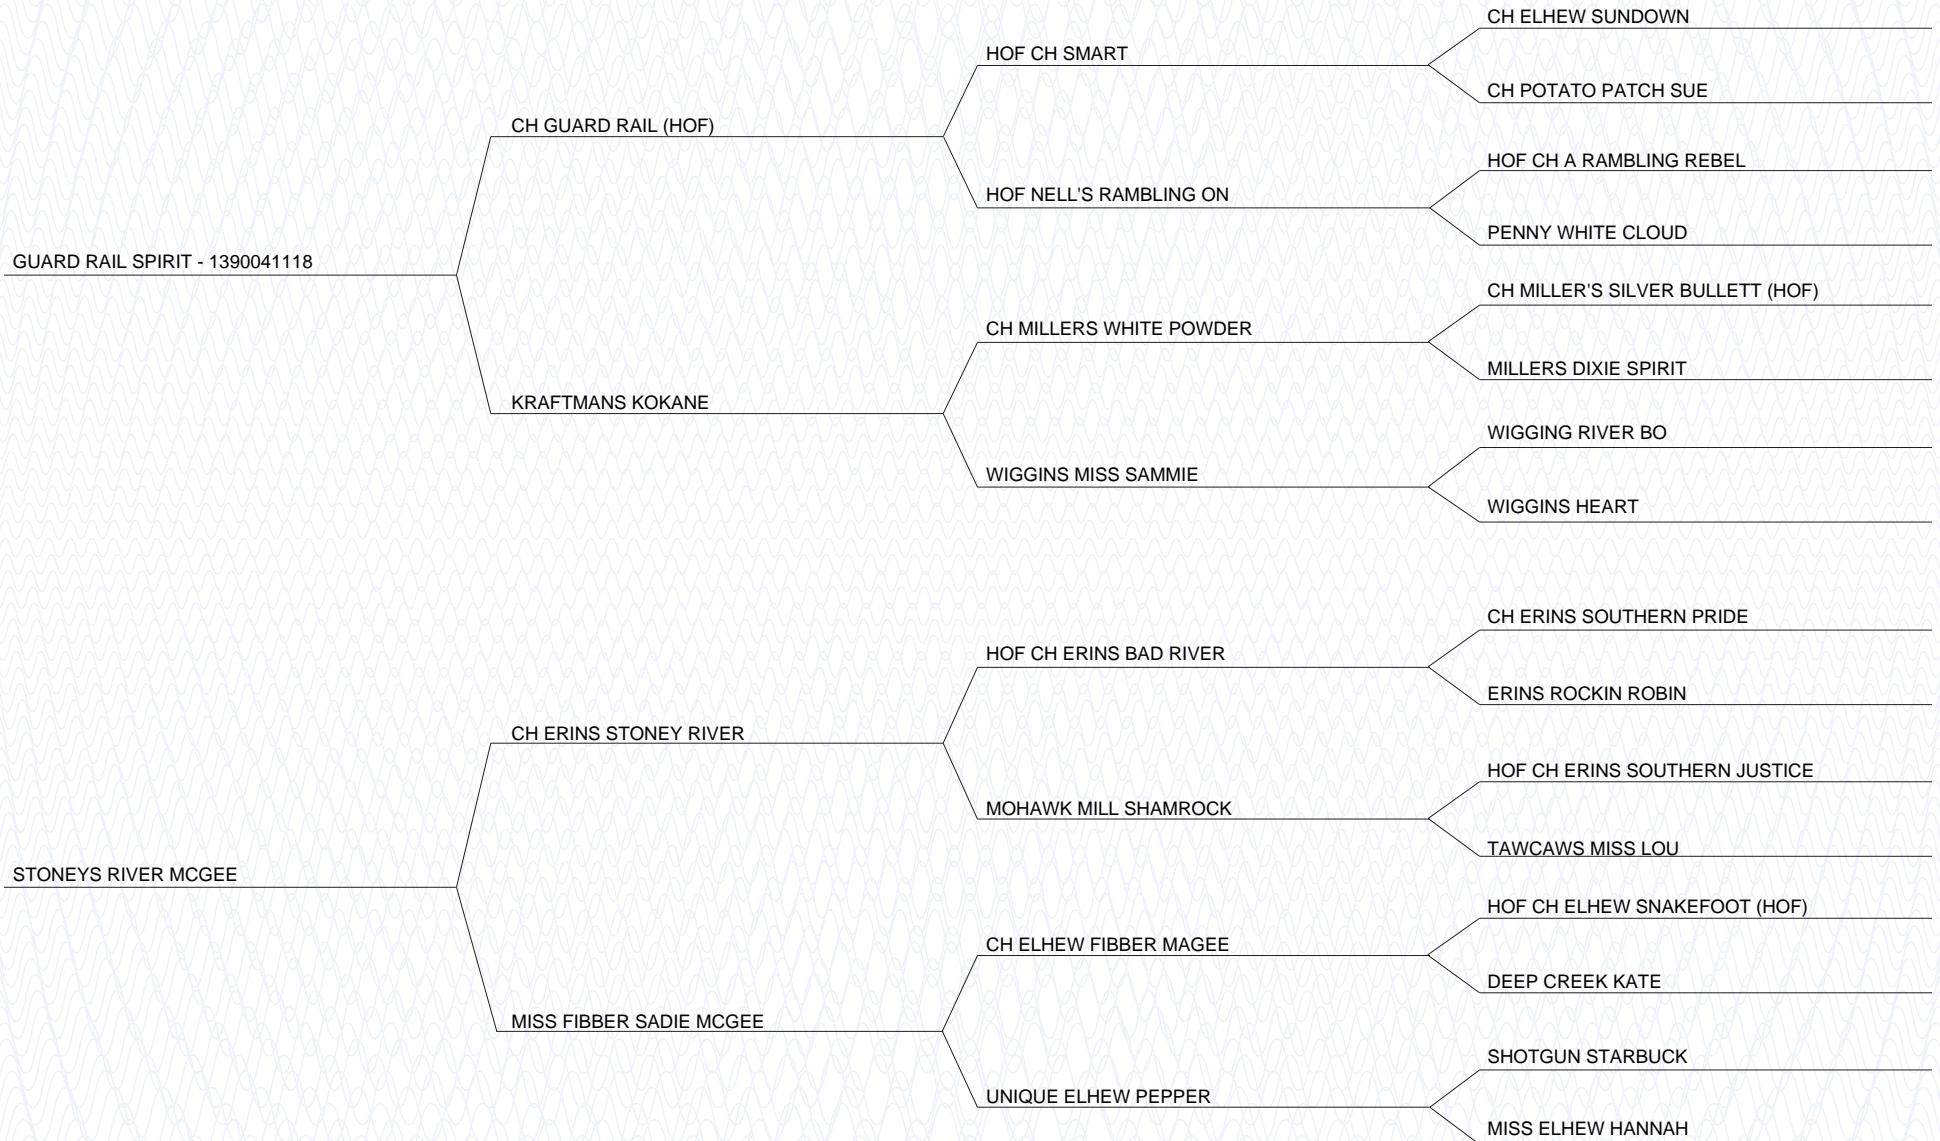 CH ELHEW SUNDOWN
HOF CH SMART
CH POTATO PATCH SUE
CH GUARD RAIL (HOF)
HOF CH A RAMBLING REBEL
HOF NELL'S RAMBLING ON
PENNY WHITE CLOUD
GUARD RAIL SPIRIT - 1390041118
CH MILLER'S SILVER BULLETT (HOF)
CH MILLERS WHITE POWDER
MILLERS DIXIE SPIRIT
KRAFTMANS KOKANE
WIGGING RIVER BO
WIGGINS MISS SAMMIE
WIGGINS HEART
CH ERINS SOUTHERN PRIDE
HOF CH ERINS BAD RIVER
ERINS ROCKIN ROBIN
CH ERINS STONEY RIVER
HOF CH ERINS SOUTHERN JUSTICE
MOHAWK MILL SHAMROCK
TAWCAWS MISS LOU
STONEYS RIVER MCGEE
HOF CH ELHEW SNAKEFOOT (HOF)
CH ELHEW FIBBER MAGEE
DEEP CREEK KATE
MISS FIBBER SADIE MCGEE
SHOTGUN STARBUCK
UNIQUE ELHEW PEPPER
MISS ELHEW HANNAH